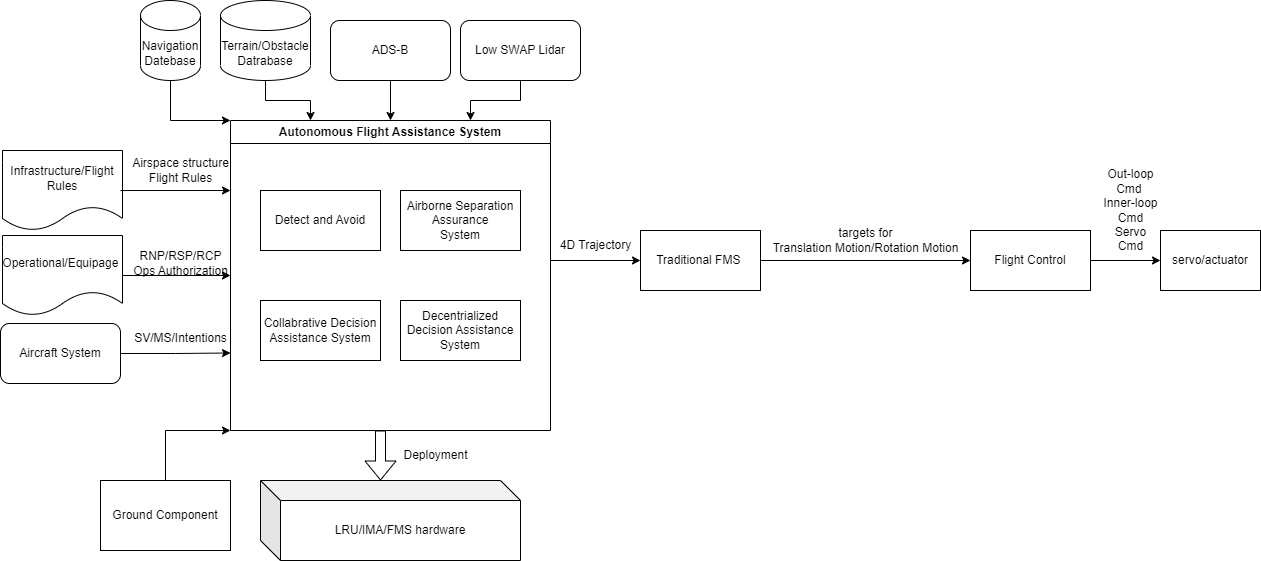 Navigation
Datebase
Terrain/Obstacle
Datrabase
ADS-B
Low SWAP Lidar
Autonomous Flight Assistance System
Infrastructure/Flight
Rules
Airspace structure
Flight Rules
Detect and Avoid
Airborne Separation
Assurance
System
Operational/Equipage
RNP/RSP/RCP
Ops Authorization
4D Trajectory
Traditional FMS
targets for
Translation Motion/Rotation Motion
Flight Control
Out-loop
Cmd
Inner-loop
Cmd
Servo
Cmd
servo/actuator
Aircraft System
SV/MS/Intentions
Collabrative Decision
Assistance System
Decentrialized
Decision Assistance
System
Deployment
Ground Component
LRU/IMA/FMS hardware